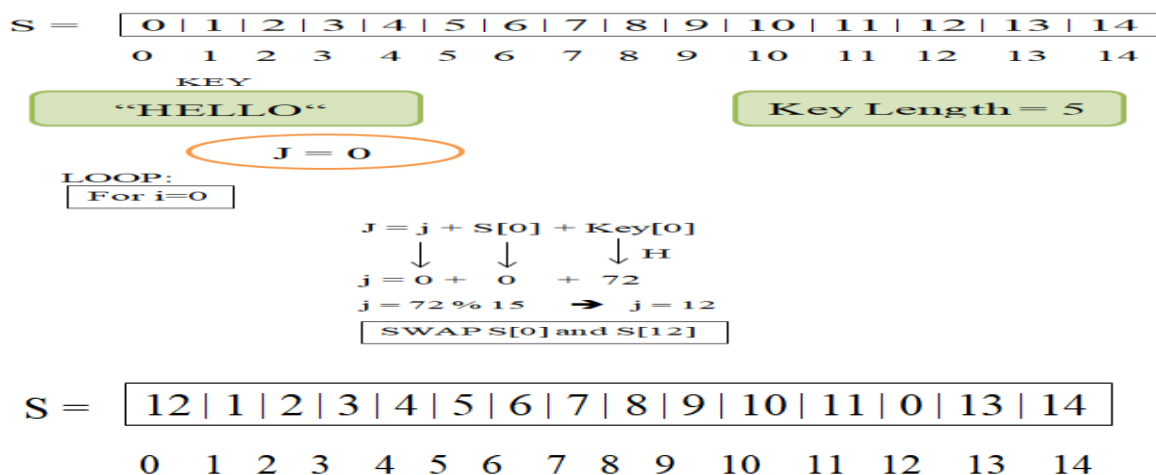 S = 0 | 1 | 2 | 3 | 4 | 5 | 6 | 7 | 8 | 9 | 10 | 11 | 12 | 13 | 14
0 1 2 3 4 5 6 7 8 9 10 11 12 13 14
KEY
“HELLO“ Key Length = 5
J = 0
LOOP:
For i=0
J = j + S[0] + Key[0]
↓ ↓ ↓ H
j = 0 + 0 + 72
j = 72 % 15 ➔ j = 12
SWAP S[0] and S[12]
S = 12 | 1 | 2 | 3 | 4 | 5 | 6 | 7 | 8 | 9 | 10 | 11 | 0 | 13 | 14
0 1 2 3 4 5 6 7 8 9 10 11 12 13 14